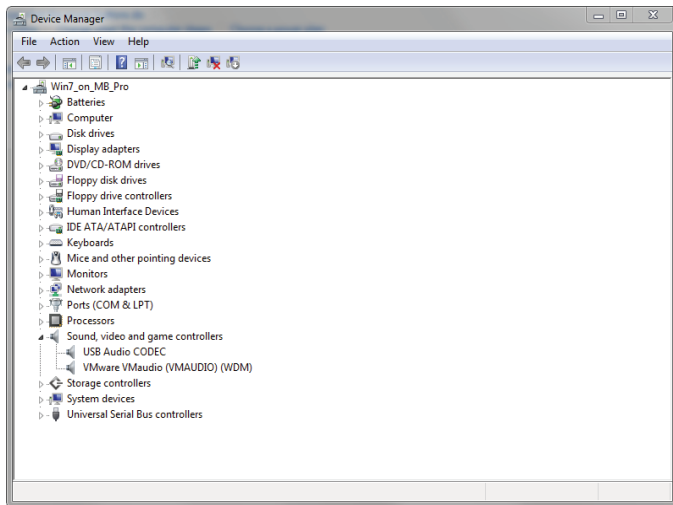 Device Manager
File Action View Help
Win7_on_MB_Pro
Batteries
Computer
Disk drives
Display adapters
DVD/CD-ROM drives
Floppy disk drives
Floppy drive controllers
Human Interface Devices
IDE ATA/ATAPI controllers
Keyboards
Mice and other pointing devices
Monitors
Network adapters
Ports (COM & LPT)
Processors
Sound, video and game controllers
USB Audio CODEC
VMware VMaudio (VMAUDIO) (WDM)
Storage controllers
System devices
Universal Serial Bus controllers